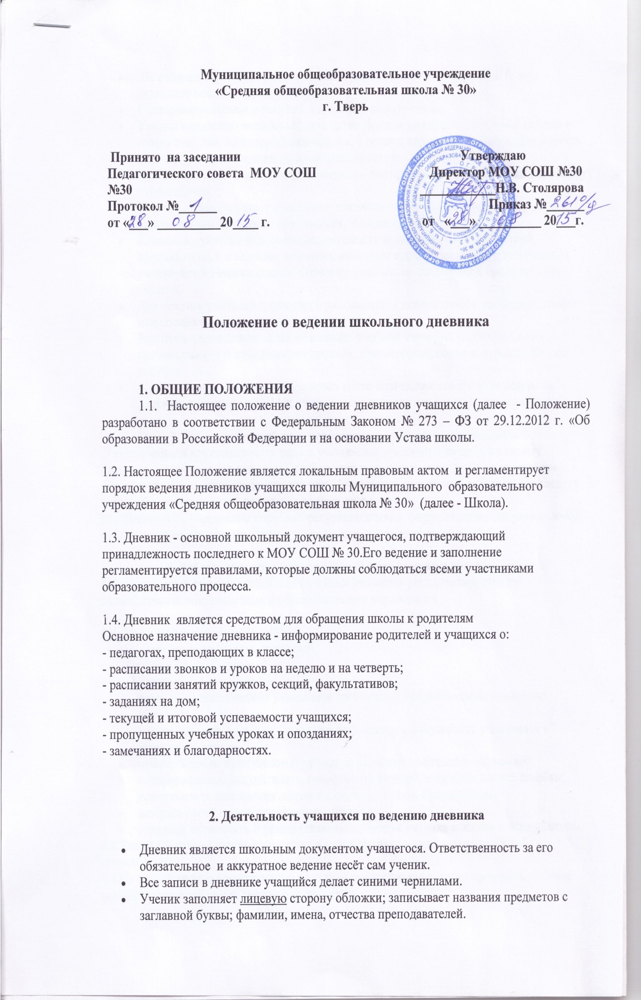 Муниципальное общеобразовательное учреждение
«Средняя общеобразовательная школа № 30»
г. Тверь
Принято  на заседании
Педагогического совета  МОУ СОШ
№30
Протокол № 1
от «28» 08 2015 г.
Утверждаю
Директор МОУ СОШ №30
Н.В. Столярова
Приказ № 261 о/д
от «28» 08 2015г.
Положение о ведении школьного дневника
1. ОБЩИЕ ПОЛОЖЕНИЯ
1.1.  Настоящее положение о ведении дневников учащихся (далее  - Положение)
разработано в соответствии с Федеральным Законом № 273 – ФЗ от 29.12.2012 г. «Об
образовании в Российской Федерации и на основании Устава школы.
1.2. Настоящее Положение является локальным правовым актом  и регламентирует
порядок ведения дневников учащихся школы Муниципального  образовательного
учреждения «Средняя общеобразовательная школа № 30»  (далее - Школа).
1.3. Дневник - основной школьный документ учащегося, подтверждающий
принадлежность последнего к МОУ СОШ № 30.Его ведение и заполнение
регламентируется правилами, которые должны соблюдаться всеми участниками
образовательного процесса.
1.4. Дневник  является средством для обращения школы к родителям
Основное назначение дневника - информирование родителей и учащихся о:
- педагогах, преподающих в классе;
- расписании звонков и уроков на неделю и на четверть;
- расписании занятий кружков, секций, факультативов;
- заданиях на дом;
- текущей и итоговой успеваемости учащихся;
- пропущенных учебных уроках и опозданиях;
- замечаниях и благодарностях.
2. Деятельность учащихся по ведению дневника
• Дневник является школьным документом учащегося. Ответственность за его
обязательное  и аккуратное ведение несёт сам ученик.
• Все записи в дневнике учащийся делает синими чернилами.
• Ученик заполняет лицевую сторону обложки; записывает названия предметов с
заглавной буквы; фамилии, имена, отчества преподавателей.